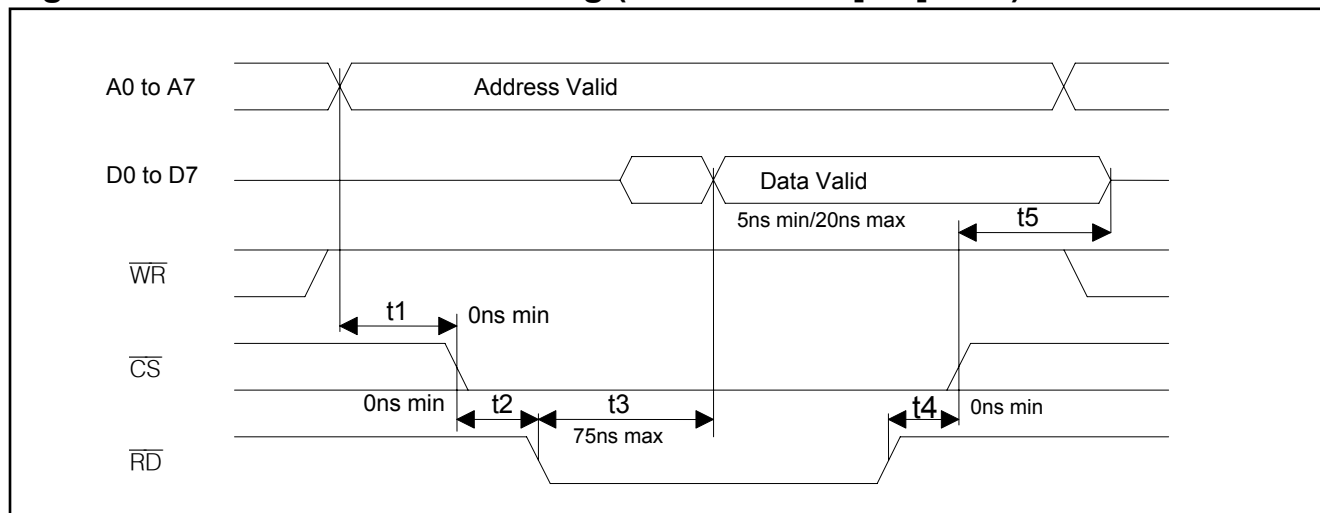 A0 to A7
Address Valid
D0 to D7
Data Valid
5ns min/20ns max
t5
WR
t1
0ns min
CS
0ns min
t2
t3
t4
0ns min
75ns max
RD